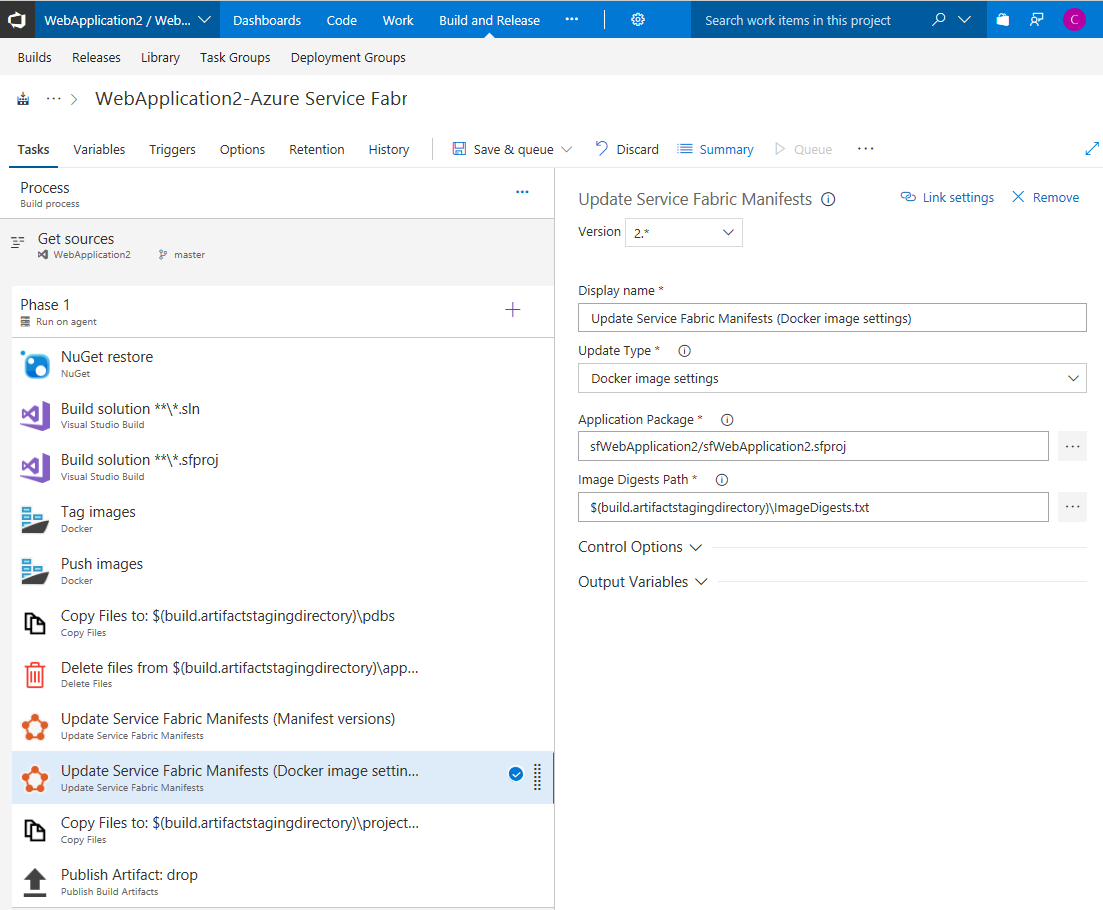 WebApplication2 / Web... Dashboards Code Work Build and Release ... Search work items in this project C
Builds Releases Library Task Groups Deployment Groups
... > WebApplication2-Azure Service Fabr
Tasks Variables Triggers Options Retention History Save & queue Discard Summary Queue ...
Process ...
Build process
Get sources
WebApplication2 master
Phase 1
Run on agent
NuGet restore
NuGet
Build solution **\*.sln
Visual Studio Build
Build solution **\*.sfproj
Visual Studio Build
Tag images
Docker
Push images
Docker
Copy Files to: $(build.artifactstagingdirectory)\pdbs
Copy Files
Delete files from $(build.artifactstagingdirectory)\app...
Delete Files
Update Service Fabric Manifests (Manifest versions)
Update Service Fabric Manifests
Update Service Fabric Manifests (Docker image settin...
Update Service Fabric Manifests
Copy Files to: $(build.artifactstagingdirectory)\project...
Copy Files
Publish Artifact: drop
Publish Build Artifacts
Update Service Fabric Manifests Link settings Remove
Version 2.*
Display name *
Update Service Fabric Manifests (Docker image settings)
Update Type *
Docker image settings
Application Package *
sfWebApplication2/sfWebApplication2.sfproj ...
Image Digests Path *
$(build.artifactstagingdirectory)\ImageDigests.txt ...
Control Options
Output Variables